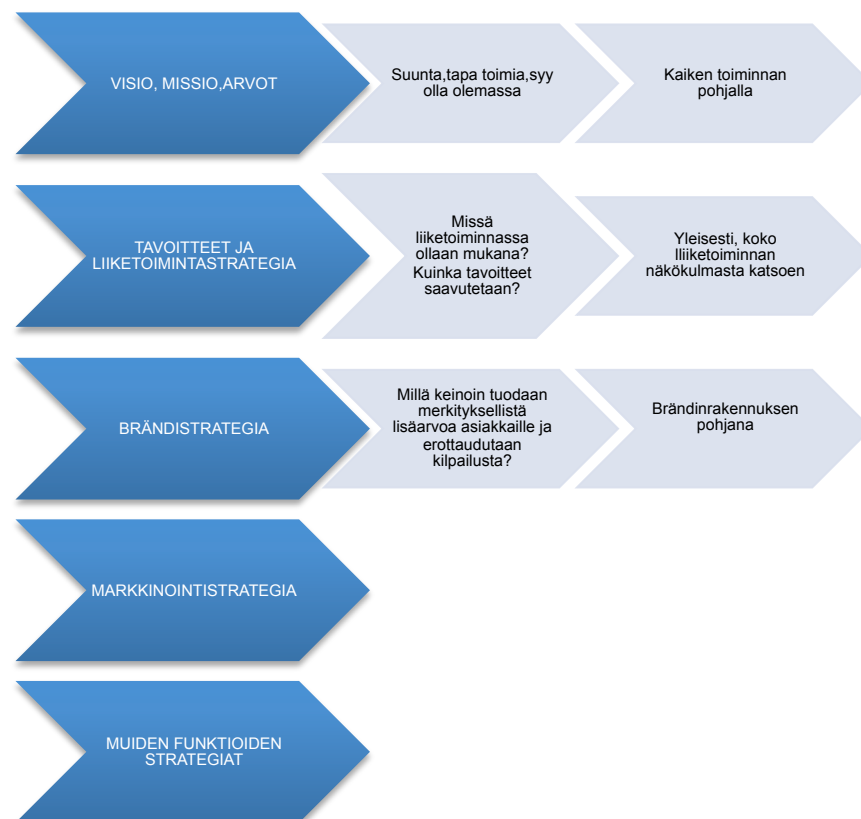 VISIO, MISSIO,ARVOT
Suunta,tapa toimia,syy
olla olemassa
Kaiken toiminnan
pohjalla
TAVOITTEET JA
LIIKETOIMINTASTRATEGIA
Missä
liiketoiminnassa
ollaan mukana?
Kuinka tavoitteet
saavutetaan?
Yleisesti, koko
lliiketoiminnan
näkökulmasta katsoen
BRÄNDISTRATEGIA
Millä keinoin tuodaan
merkityksellistä
lisäarvoa asiakkaille ja
erottaudutaan
kilpailusta?
Brändinrakennuksen
pohjana
MARKKINOINTISTRATEGIA
MUIDEN FUNKTIOIDEN
STRATEGIAT